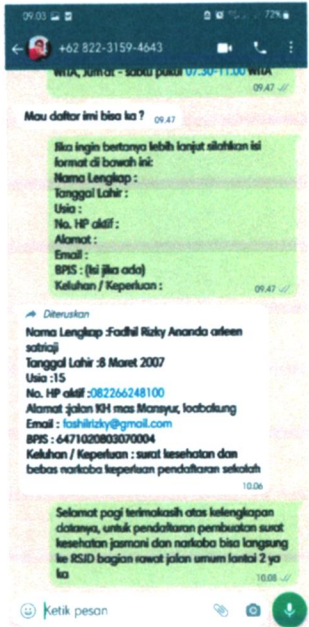 09.03
72%
+62 822-3159-4643
WITA, Jum'at - sabtu pukul 07.30-11.00 WITA
09.47
Mau daftar imi bisa ka ?
09.47
Jika ingin bertanya lebih lanjut silahkan isi
format di bawah ini:
Nama Lengkap :
Tanggal Lahir :
Usia :
No. HP aktif :
Alamat :
Email :
BPJS : (Isi jika ada)
Keluhan / Keperluan :
09.47
Diteruskan
Nama Lengkap :Fadhil Rizky Ananda arleen
satriaji
Tanggal Lahir :8 Maret 2007
Usia :15
No. HP aktif :082266248100
Alamat :jalan KH mas Mansyur, loabakung
Email : fashilrizky@gmail.com
BPJS : 6471020803070004
Keluhan / Keperluan : surat kesehatan dan
bebas narkoba keperluan pendaftaran sekolah
10.06
Selamat pagi terimakasih atas kelengkapan
datanya, untuk pendaftaran pembuatan surat
kesehatan jasmani dan narkoba bisa langsung
ke RSJD bagian rawat jalan umum lantai 2 ya
ka
10.08
Ketik pesan